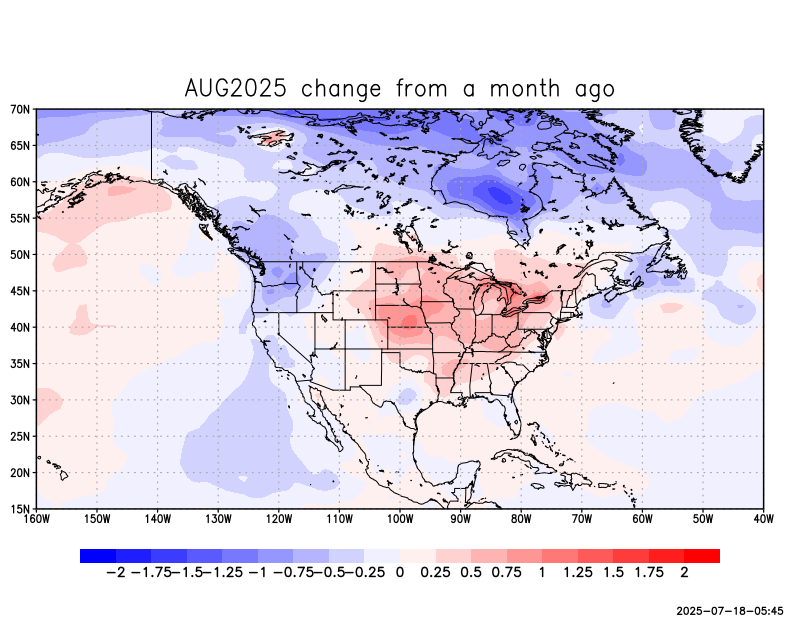 AUG2025 change from a month ago
70N
65N
60N
55N
50N
45N
40N
35N
30N
25N
20N
15N
160W 150W 140W 130W 120W 110W 100W 90W 80W 70W 60W 50W 40W
−2 −1.75 −1.5 −1.25 −1 −0.75 −0.5 −0.25 0 0.25 0.5 0.75 1 1.25 1.5 1.75 2
2025-07-18-05:45